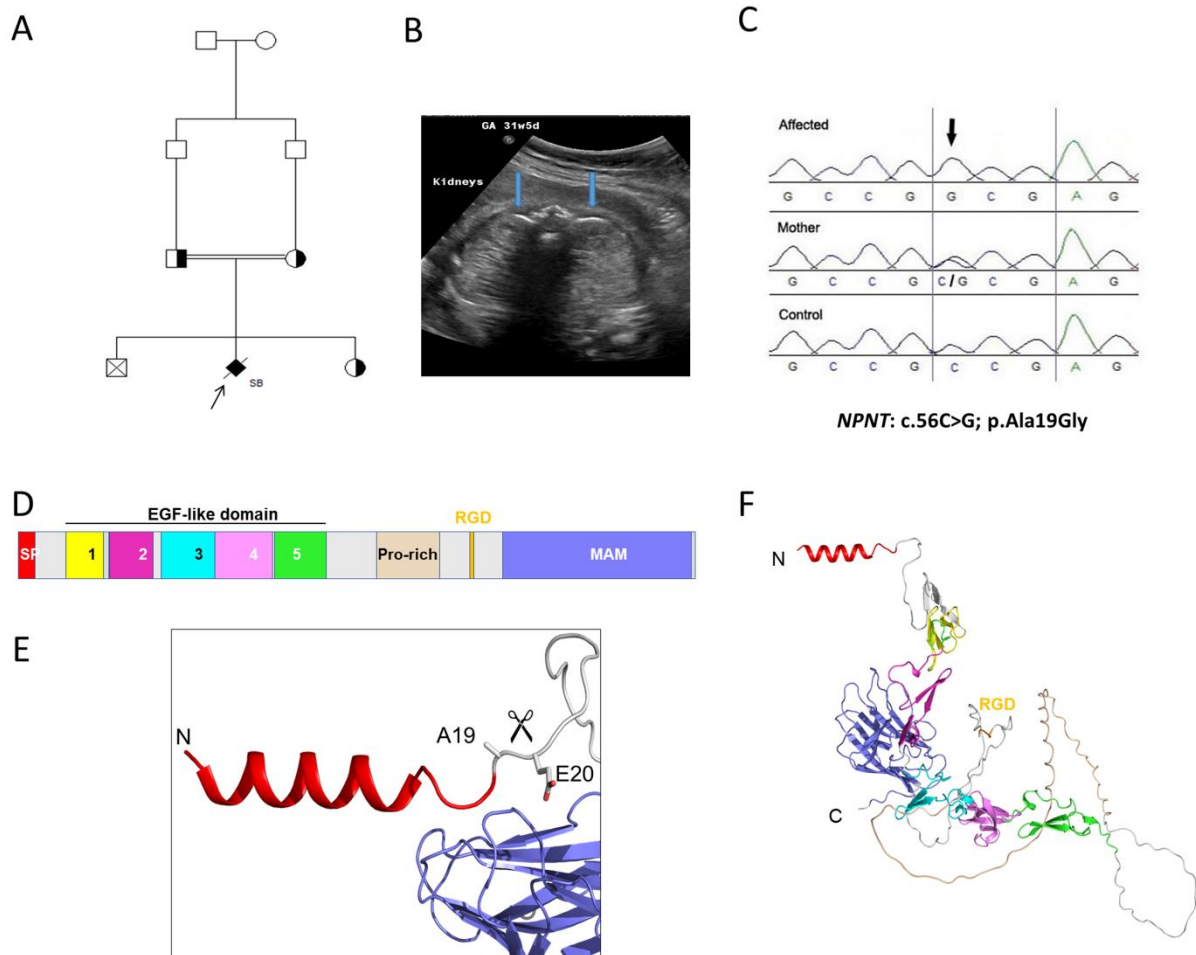 A
SB
B
GA 31w5d
Kidneys
C
Affected
G C C G G C G A G
Mother
G C C G C/G C G A G
Control
G C C G C C G A G
NPNT: c.56C>G; p.Ala19Gly
D
EGF-like domain
RGD
SP 1 2 3 4 5 Pro-rich MAM
E
N
A19
E20
F
N
RGD
C